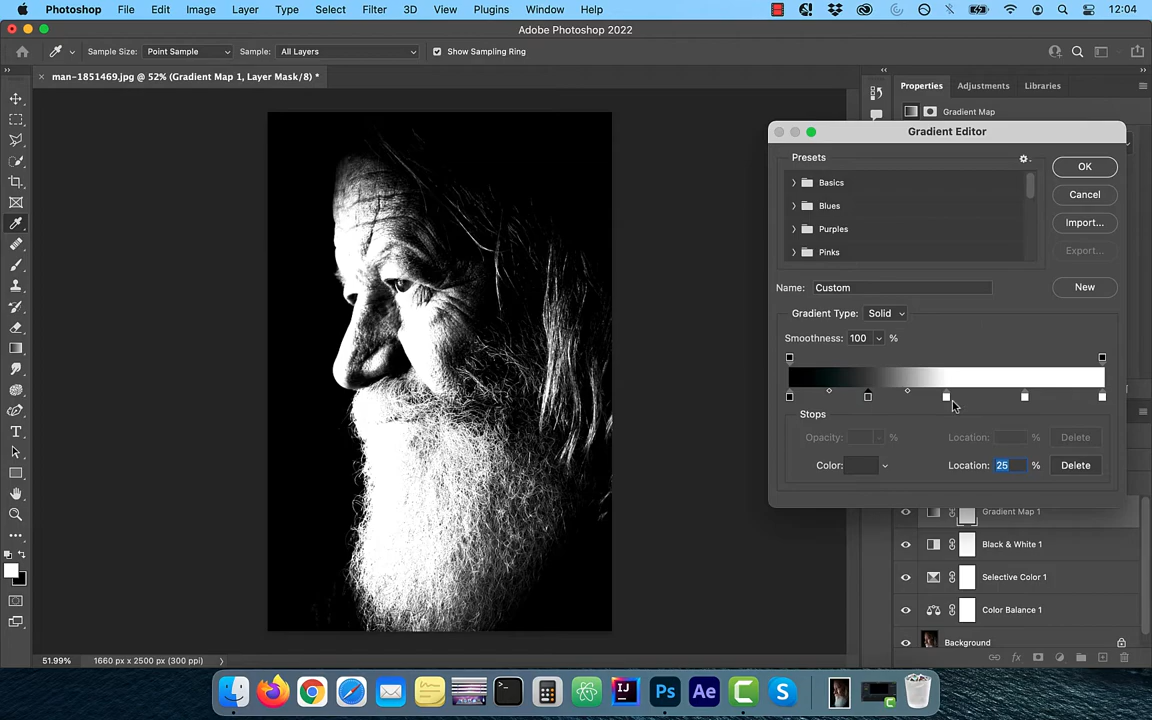 Photoshop File Edit Image Layer Type Select Filter 3D View Plugins Window Help 12:04
Adobe Photoshop 2022
Sample Size: Point Sample Sample: All Layers Show Sampling Ring
man-1851469.jpg @ 52% (Gradient Map 1, Layer Mask/8) *
Properties Adjustments Libraries
Gradient Map
Gradient Editor
Presets
Basics
Blues
Purples
Pinks
OK
Cancel
Import...
Export...
Name: Custom
New
Gradient Type: Solid
Smoothness: 100 %
Stops
Opacity: % Location: % Delete
Color: Location: 25 % Delete
Gradient Map 1
Black & White 1
Selective Color 1
Color Balance 1
Background
51.99% 1660 px x 2500 px (300 ppi)